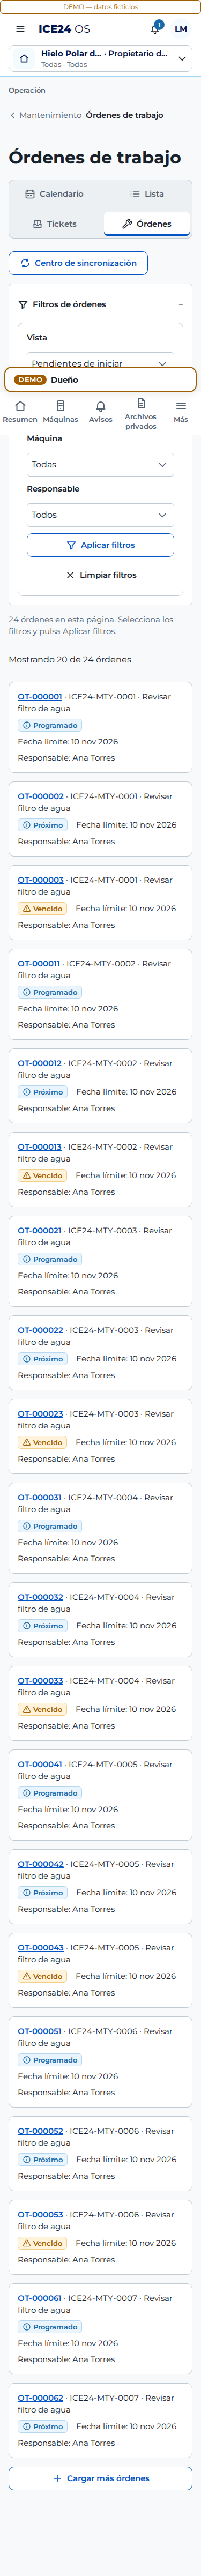 DEMO — datos ficticios
ICE24 OS
1
LM
Hielo Polar d... · Propietario d...
Todas · Todas
Operación
Mantenimiento Órdenes de trabajo
Órdenes de trabajo
Calendario
Lista
Tickets
Órdenes
Centro de sincronización
Filtros de órdenes
Vista
Pendientes de iniciar
DEMO Dueño
Resumen
Máquinas
Avisos
Archivos privados
Más
Máquina
Todas
Responsable
Todos
Aplicar filtros
Limpiar filtros
24 órdenes en esta página. Selecciona los
filtros y pulsa Aplicar filtros.
Mostrando 20 de 24 órdenes
OT-000001 · ICE24-MTY-0001 · Revisar
filtro de agua
Programado
Fecha límite: 10 nov 2026
Responsable: Ana Torres
OT-000002 · ICE24-MTY-0001 · Revisar
filtro de agua
Próximo Fecha límite: 10 nov 2026
Responsable: Ana Torres
OT-000003 · ICE24-MTY-0001 · Revisar
filtro de agua
Vencido Fecha límite: 10 nov 2026
Responsable: Ana Torres
OT-000011 · ICE24-MTY-0002 · Revisar
filtro de agua
Programado
Fecha límite: 10 nov 2026
Responsable: Ana Torres
OT-000012 · ICE24-MTY-0002 · Revisar
filtro de agua
Próximo Fecha límite: 10 nov 2026
Responsable: Ana Torres
OT-000013 · ICE24-MTY-0002 · Revisar
filtro de agua
Vencido Fecha límite: 10 nov 2026
Responsable: Ana Torres
OT-000021 · ICE24-MTY-0003 · Revisar
filtro de agua
Programado
Fecha límite: 10 nov 2026
Responsable: Ana Torres
OT-000022 · ICE24-MTY-0003 · Revisar
filtro de agua
Próximo Fecha límite: 10 nov 2026
Responsable: Ana Torres
OT-000023 · ICE24-MTY-0003 · Revisar
filtro de agua
Vencido Fecha límite: 10 nov 2026
Responsable: Ana Torres
OT-000031 · ICE24-MTY-0004 · Revisar
filtro de agua
Programado
Fecha límite: 10 nov 2026
Responsable: Ana Torres
OT-000032 · ICE24-MTY-0004 · Revisar
filtro de agua
Próximo Fecha límite: 10 nov 2026
Responsable: Ana Torres
OT-000033 · ICE24-MTY-0004 · Revisar
filtro de agua
Vencido Fecha límite: 10 nov 2026
Responsable: Ana Torres
OT-000041 · ICE24-MTY-0005 · Revisar
filtro de agua
Programado
Fecha límite: 10 nov 2026
Responsable: Ana Torres
OT-000042 · ICE24-MTY-0005 · Revisar
filtro de agua
Próximo Fecha límite: 10 nov 2026
Responsable: Ana Torres
OT-000043 · ICE24-MTY-0005 · Revisar
filtro de agua
Vencido Fecha límite: 10 nov 2026
Responsable: Ana Torres
OT-000051 · ICE24-MTY-0006 · Revisar
filtro de agua
Programado
Fecha límite: 10 nov 2026
Responsable: Ana Torres
OT-000052 · ICE24-MTY-0006 · Revisar
filtro de agua
Próximo Fecha límite: 10 nov 2026
Responsable: Ana Torres
OT-000053 · ICE24-MTY-0006 · Revisar
filtro de agua
Vencido Fecha límite: 10 nov 2026
Responsable: Ana Torres
OT-000061 · ICE24-MTY-0007 · Revisar
filtro de agua
Programado
Fecha límite: 10 nov 2026
Responsable: Ana Torres
OT-000062 · ICE24-MTY-0007 · Revisar
filtro de agua
Próximo Fecha límite: 10 nov 2026
Responsable: Ana Torres
Cargar más órdenes